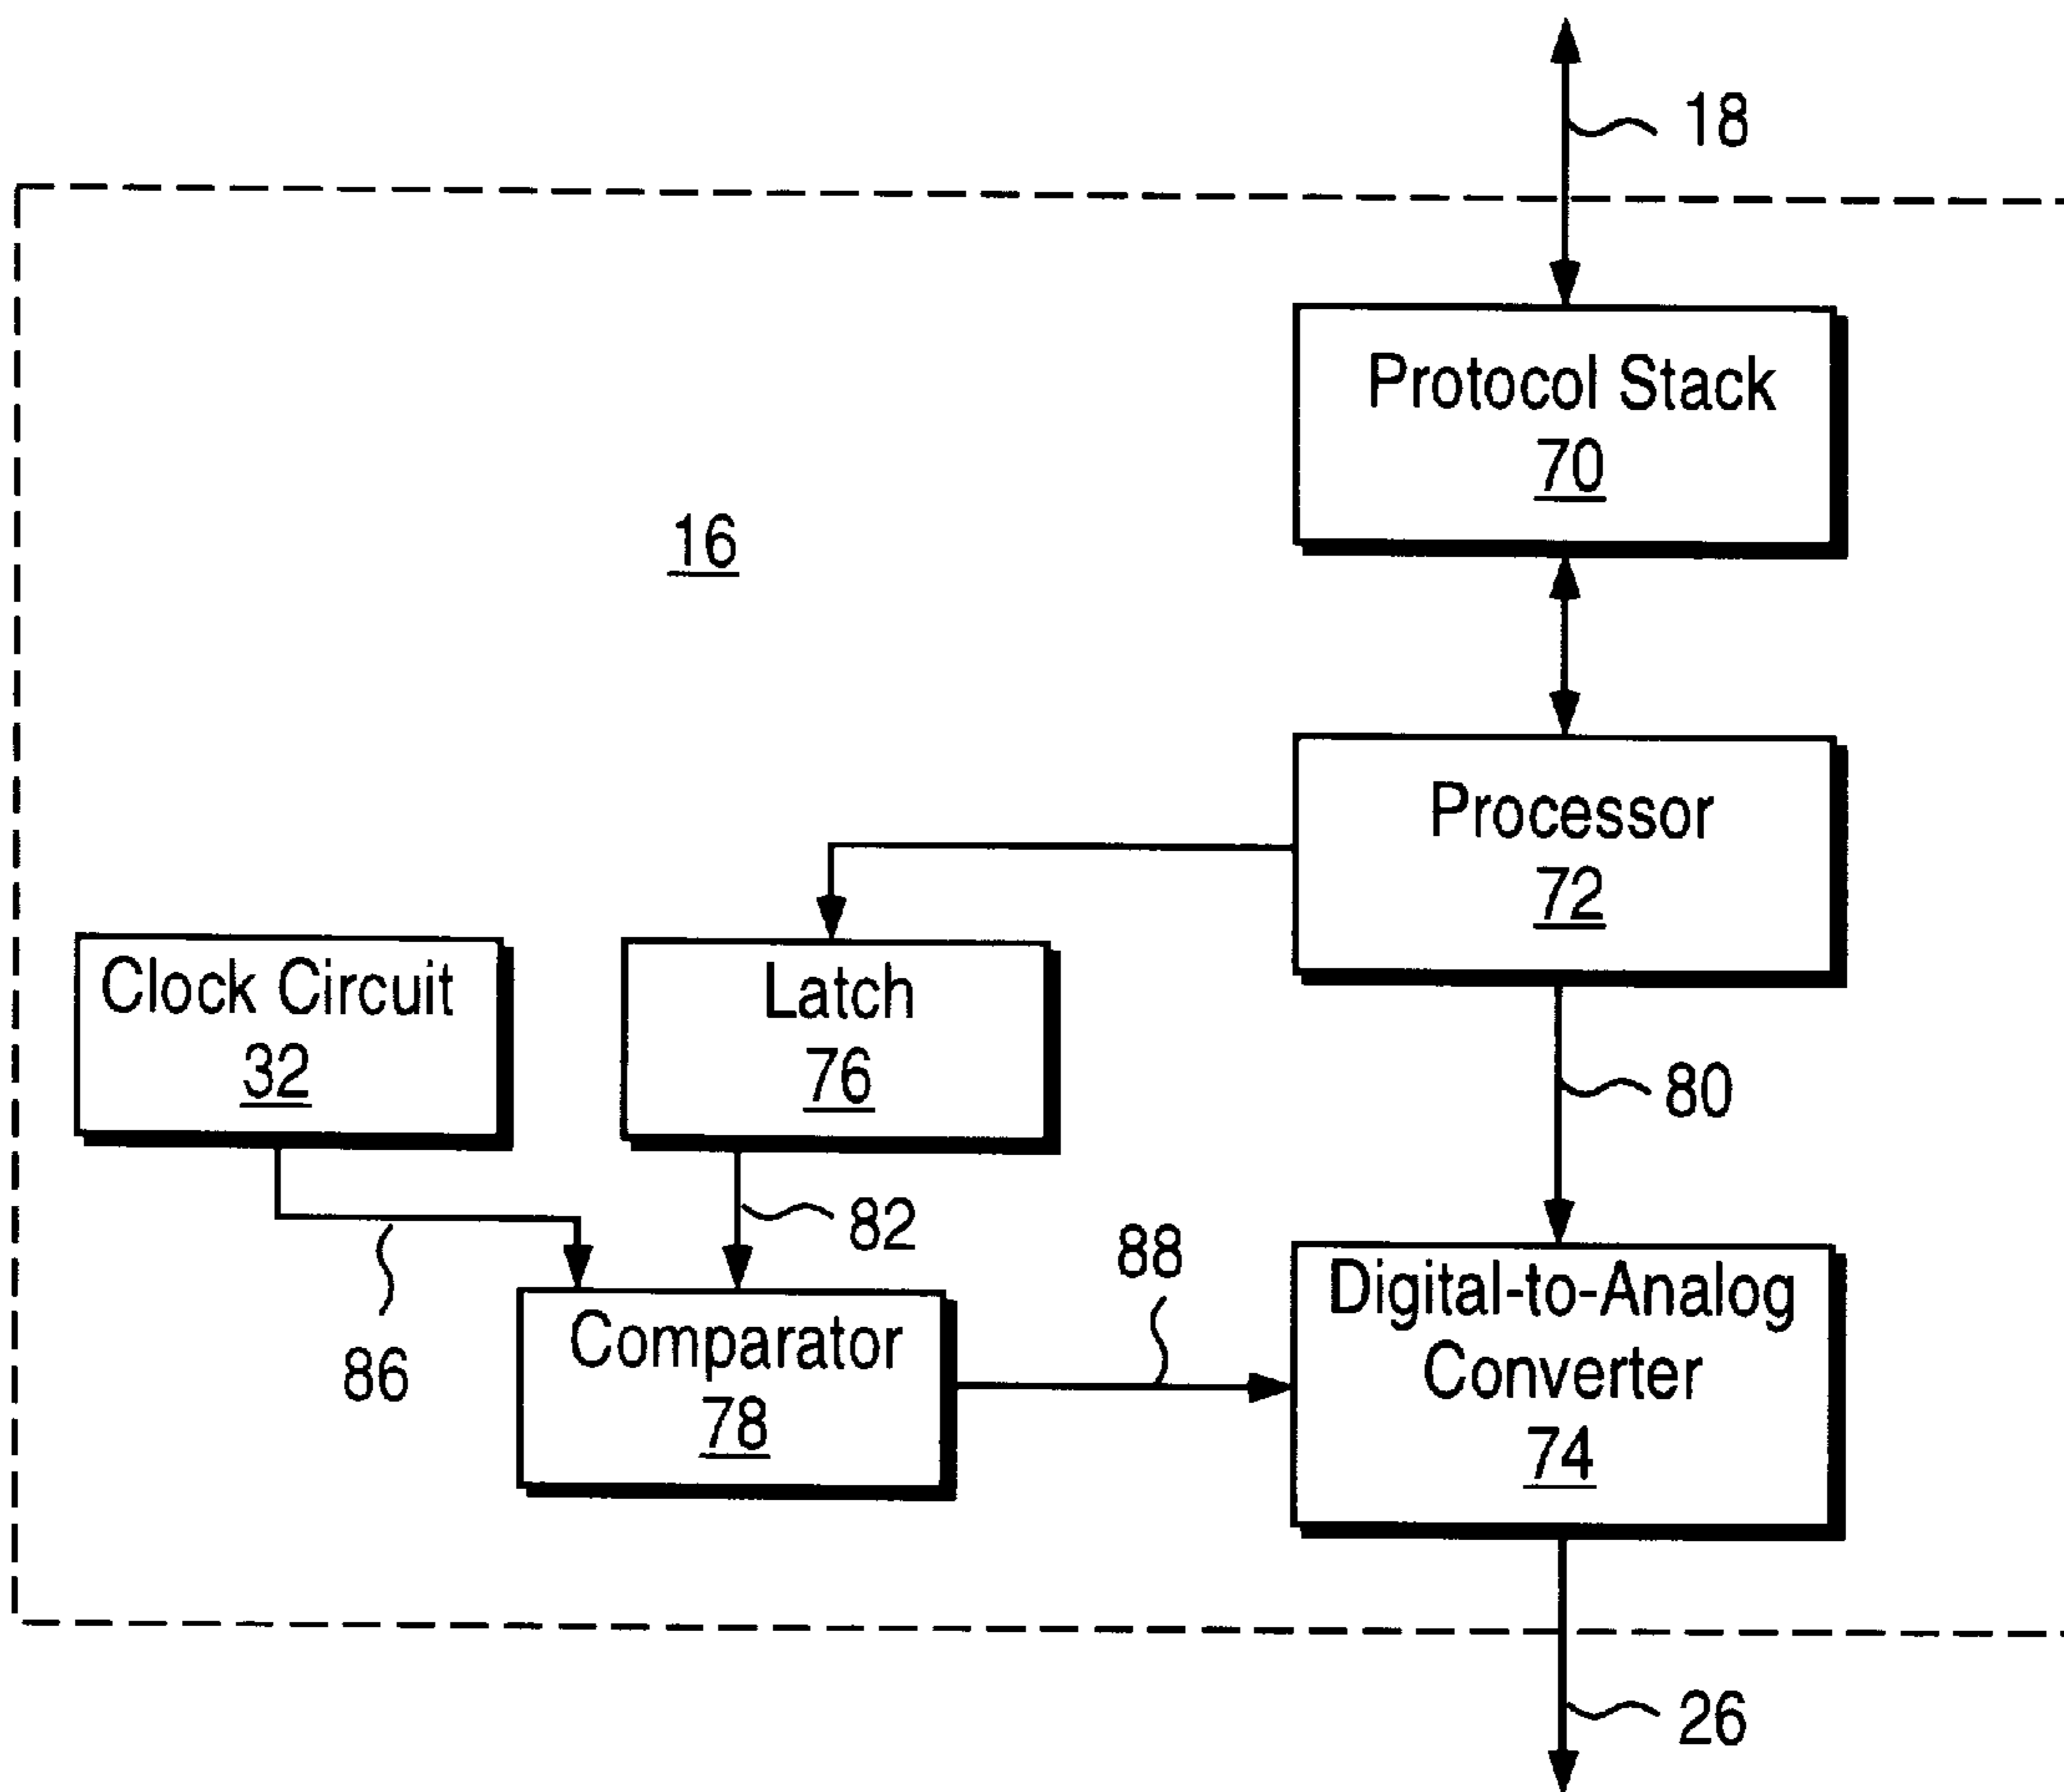 18
Protocol Stack
70
16
Processor
72
Clock Circuit
32
Latch
76
80
82
86
Comparator
78
88
Digital-to-Analog
Converter
74
26